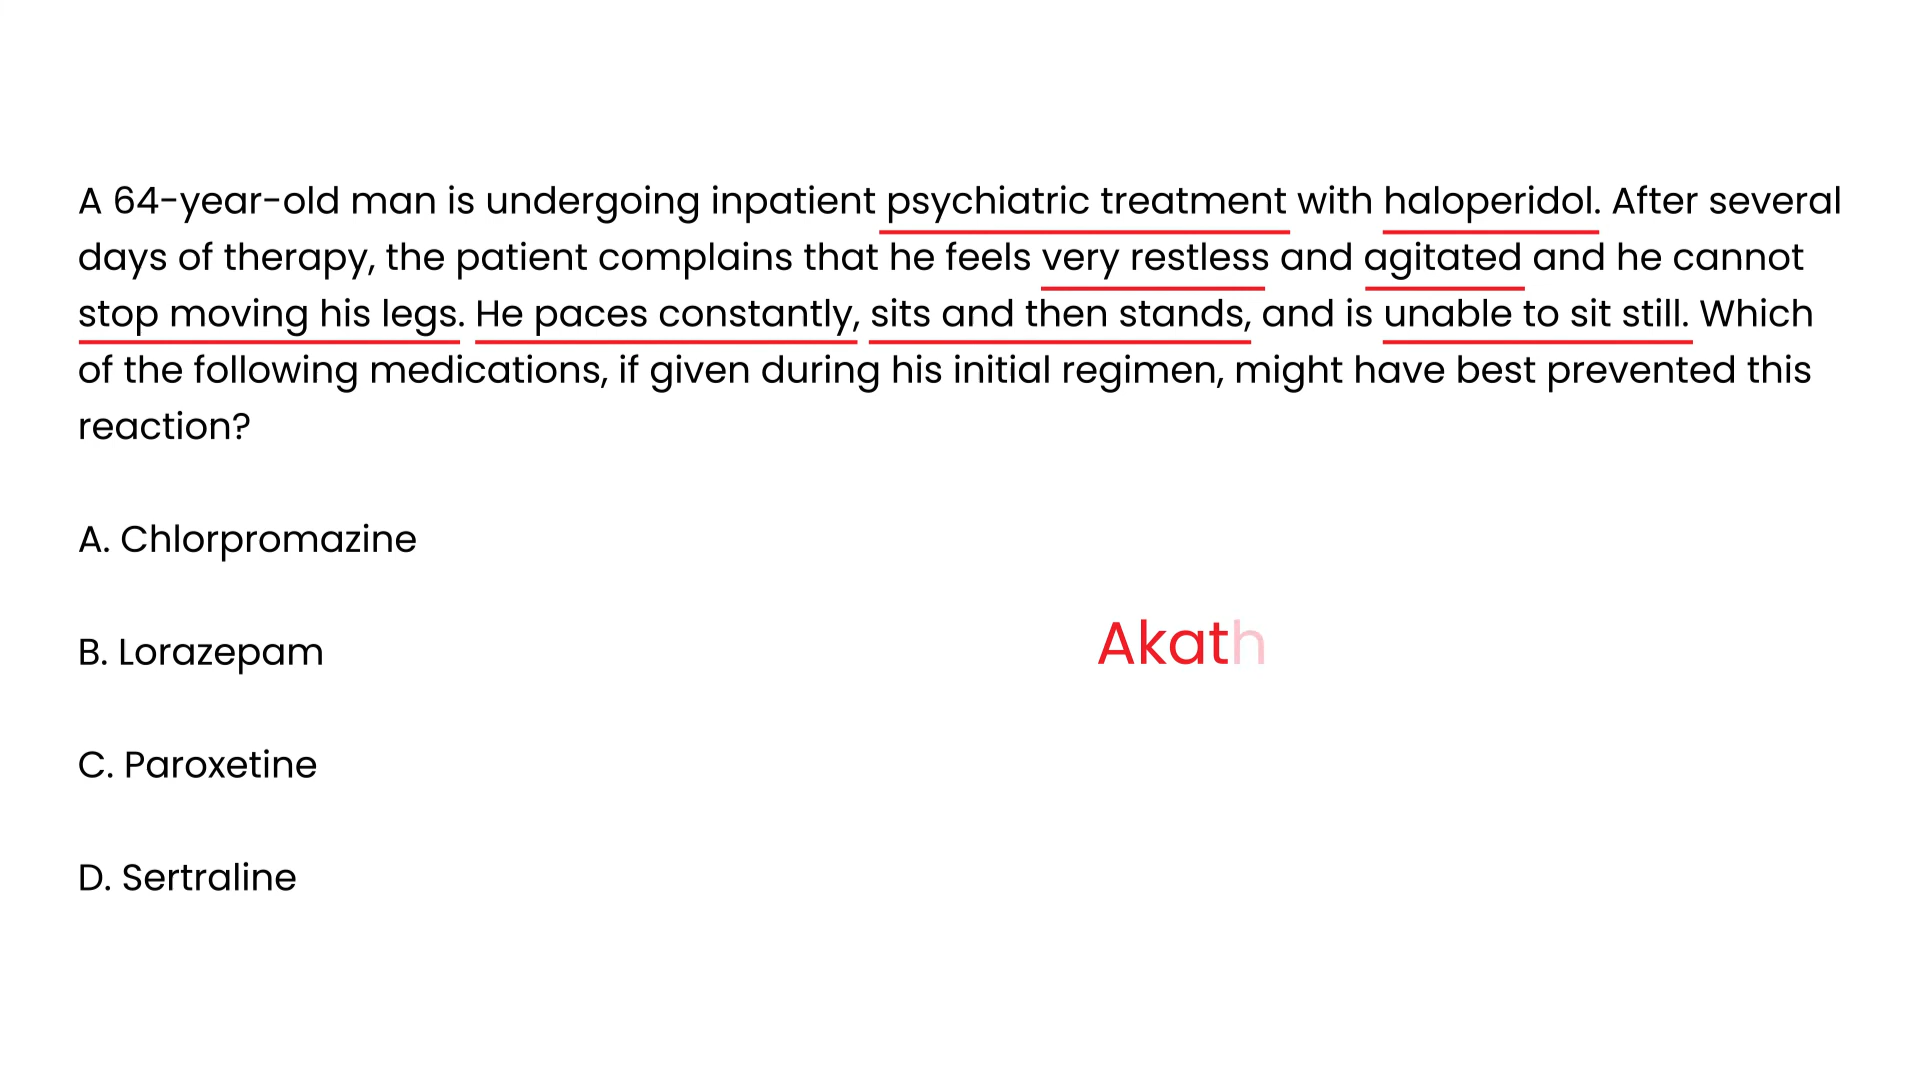 A 64-year-old man is undergoing inpatient psychiatric treatment with haloperidol. After several
days of therapy, the patient complains that he feels very restless and agitated and he cannot
stop moving his legs. He paces constantly, sits and then stands, and is unable to sit still. Which
of the following medications, if given during his initial regimen, might have best prevented this
reaction?
A. Chlorpromazine
B. Lorazepam
Akath
C. Paroxetine
D. Sertraline